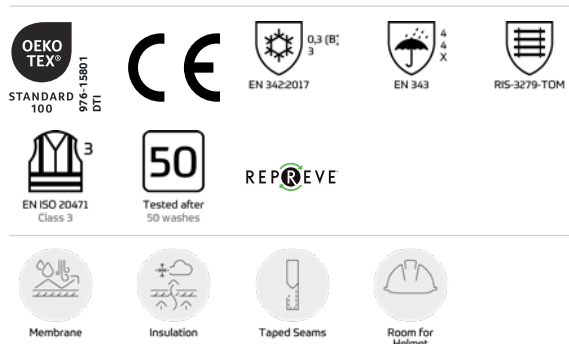 OEKO
TEX®
STANDARD
100
976-15801
DTI
CE
0,3 (B)
3
EN 342:2017
4
4
X
EN 343
RIS-3279-TOM
3
EN ISO 20471
Class 3
50
Tested after
50 washes
REPREVE
Membrane
Insulation
Taped Seams
Room for
Helmet